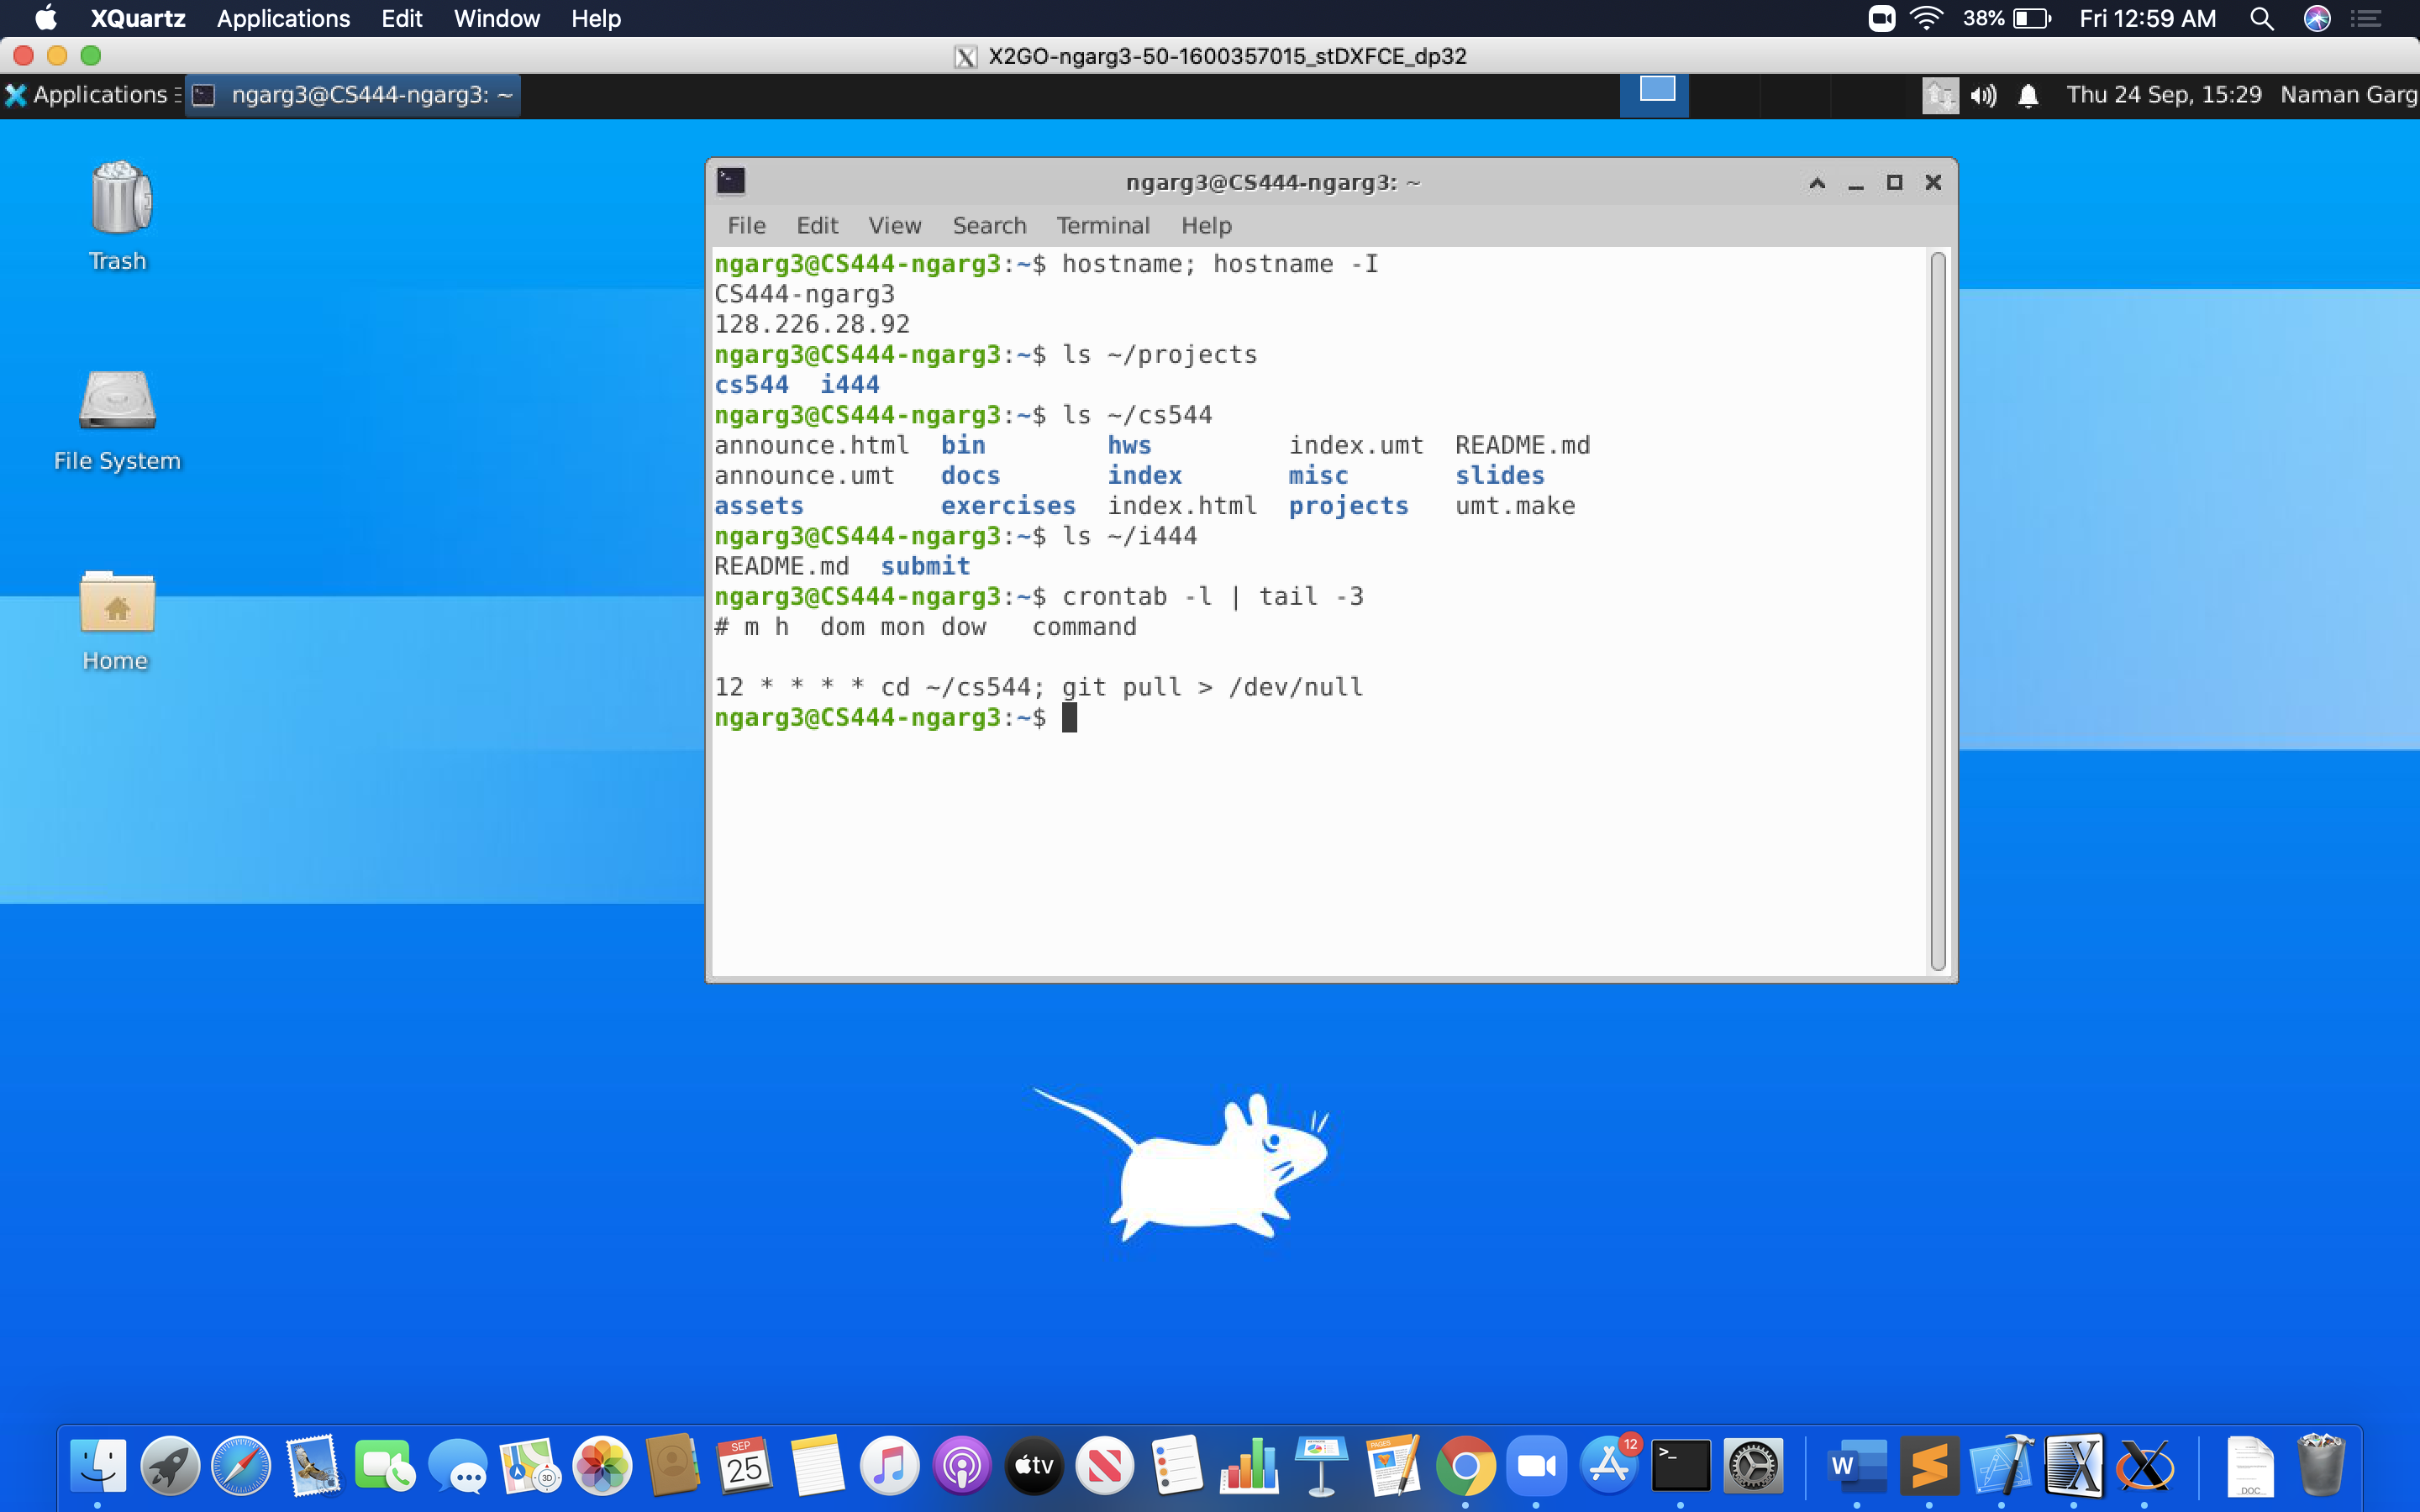 XQuartz Applications Edit Window Help 38% Fri 12:59 AM
X2GO-ngarg3-50-1600357015_stDXFCE_dp32
Applications ngarg3@CS444-ngarg3: ~ Thu 24 Sep, 15:29 Naman Garg
Trash
File System
Home
ngarg3@CS444-ngarg3: ~
File Edit View Search Terminal Help
ngarg3@CS444-ngarg3:~$ hostname; hostname -I
CS444-ngarg3
128.226.28.92
ngarg3@CS444-ngarg3:~$ ls ~/projects
cs544  i444
ngarg3@CS444-ngarg3:~$ ls ~/cs544
announce.html  bin        hws         index.umt  README.md
announce.umt   docs       index       misc       slides
assets         exercises  index.html  projects   umt.make
ngarg3@CS444-ngarg3:~$ ls ~/i444
README.md  submit
ngarg3@CS444-ngarg3:~$ crontab -l | tail -3
# m h  dom mon dow   command
12 * * * * cd ~/cs544; git pull > /dev/null
ngarg3@CS444-ngarg3:~$
3D SEP 25 tv PAGES 12 >_ W X DOC